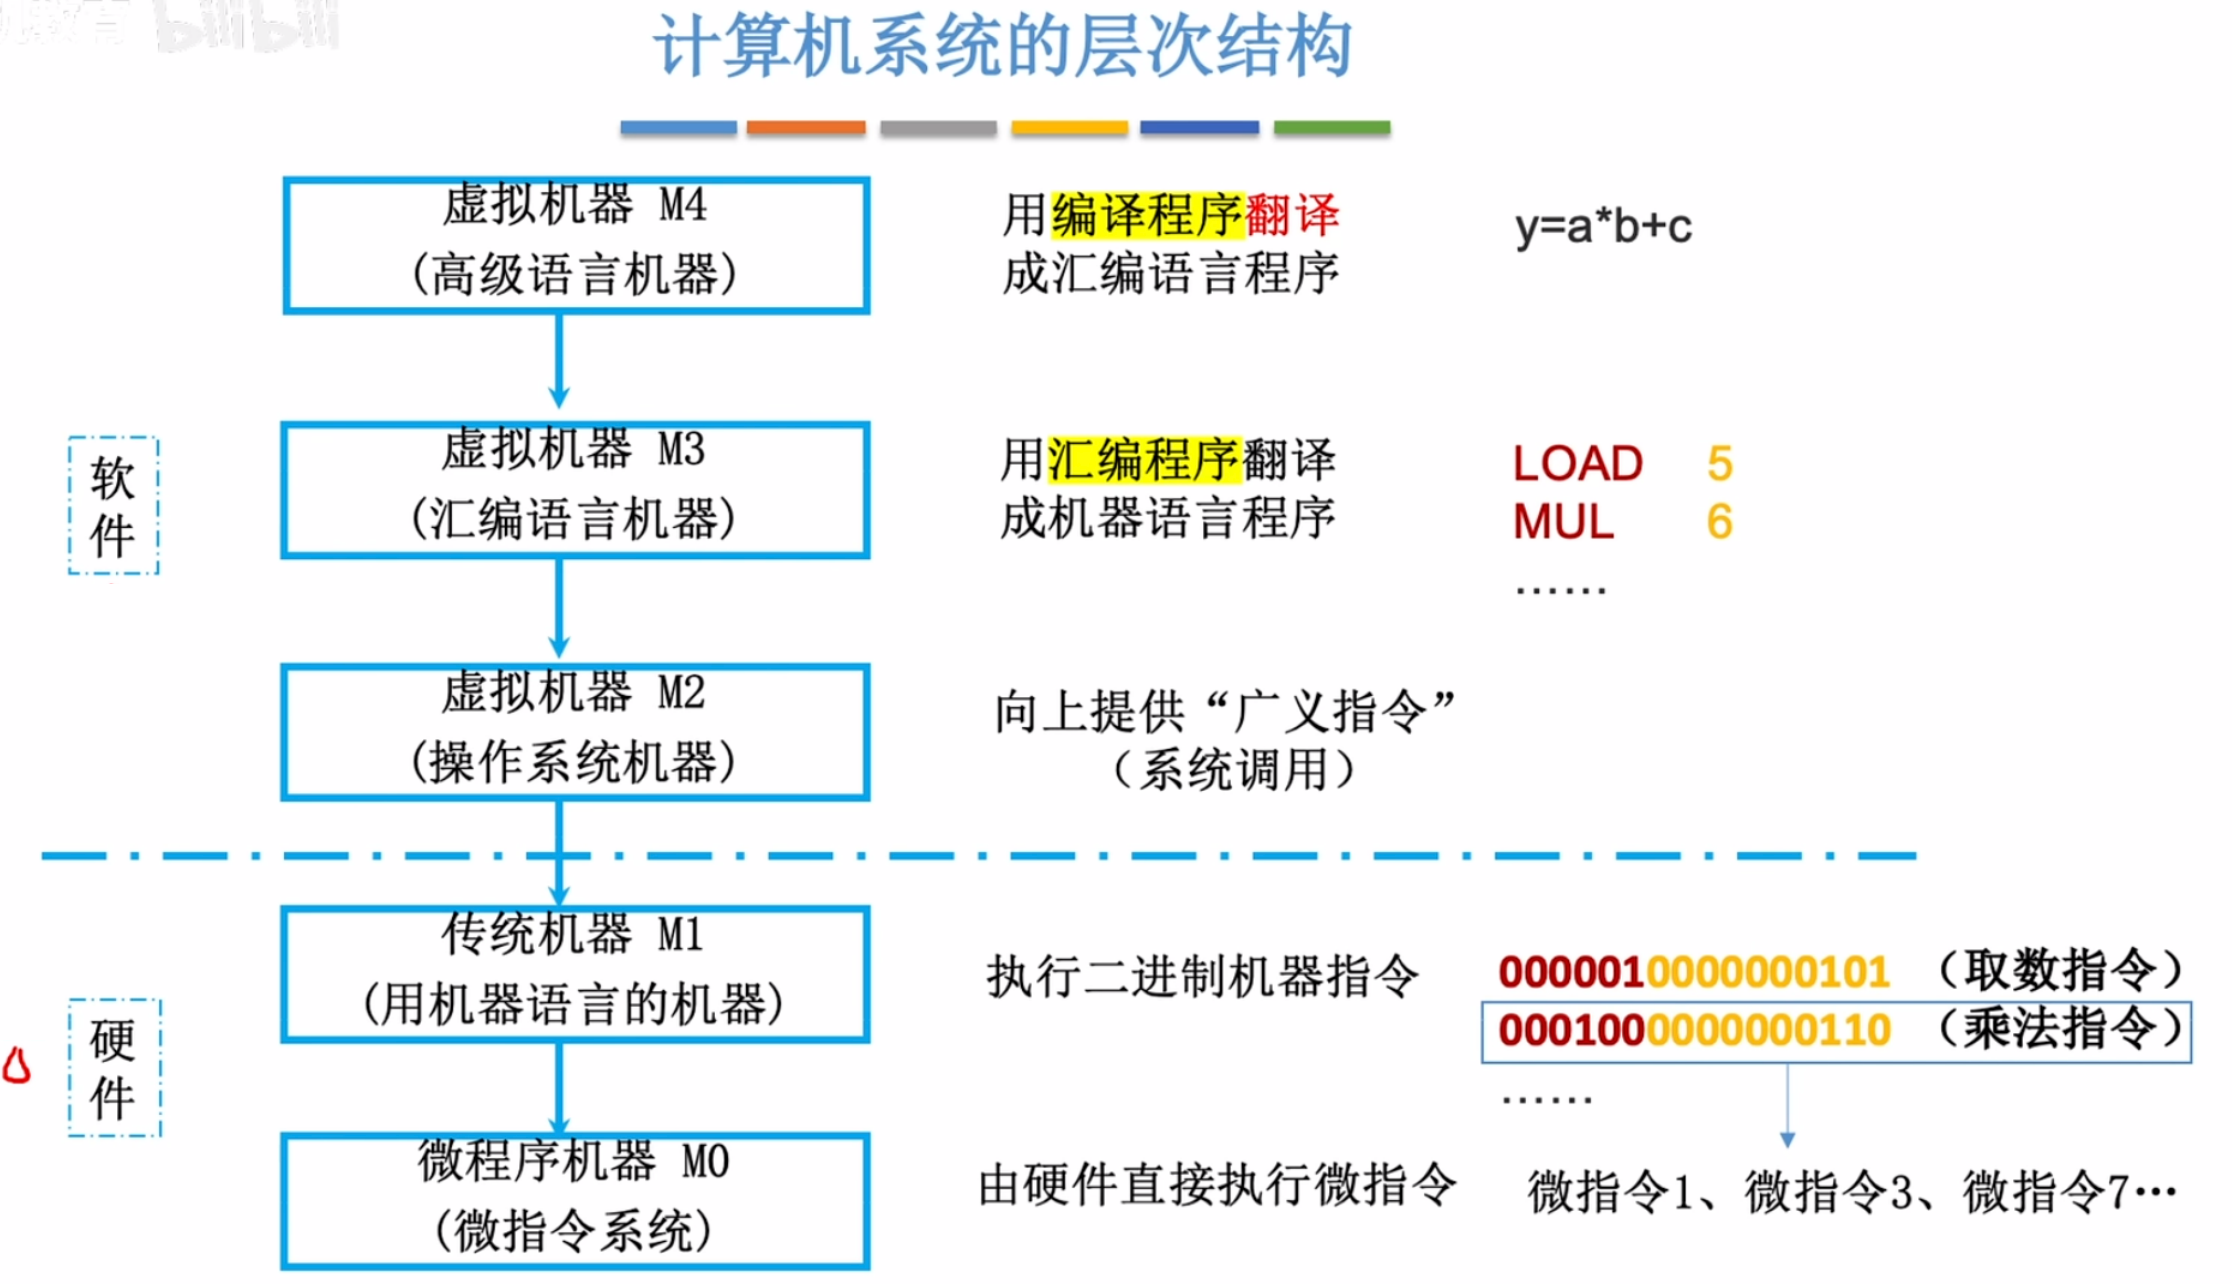 计算机系统的层次结构
虚拟机器 M4
(高级语言机器)
用编译程序翻译
成汇编语言程序
y=a*b+c
软
件
虚拟机器 M3
(汇编语言机器)
用汇编程序翻译
成机器语言程序
LOAD 5
MUL 6
……
虚拟机器 M2
(操作系统机器)
向上提供“广义指令”
（系统调用）
硬
件
传统机器 M1
(用机器语言的机器)
执行二进制机器指令
0000010000000101 （取数指令）
0001000000000110 （乘法指令）
……
微程序机器 M0
(微指令系统)
由硬件直接执行微指令
微指令1、微指令3、微指令7…
教育 bilibili